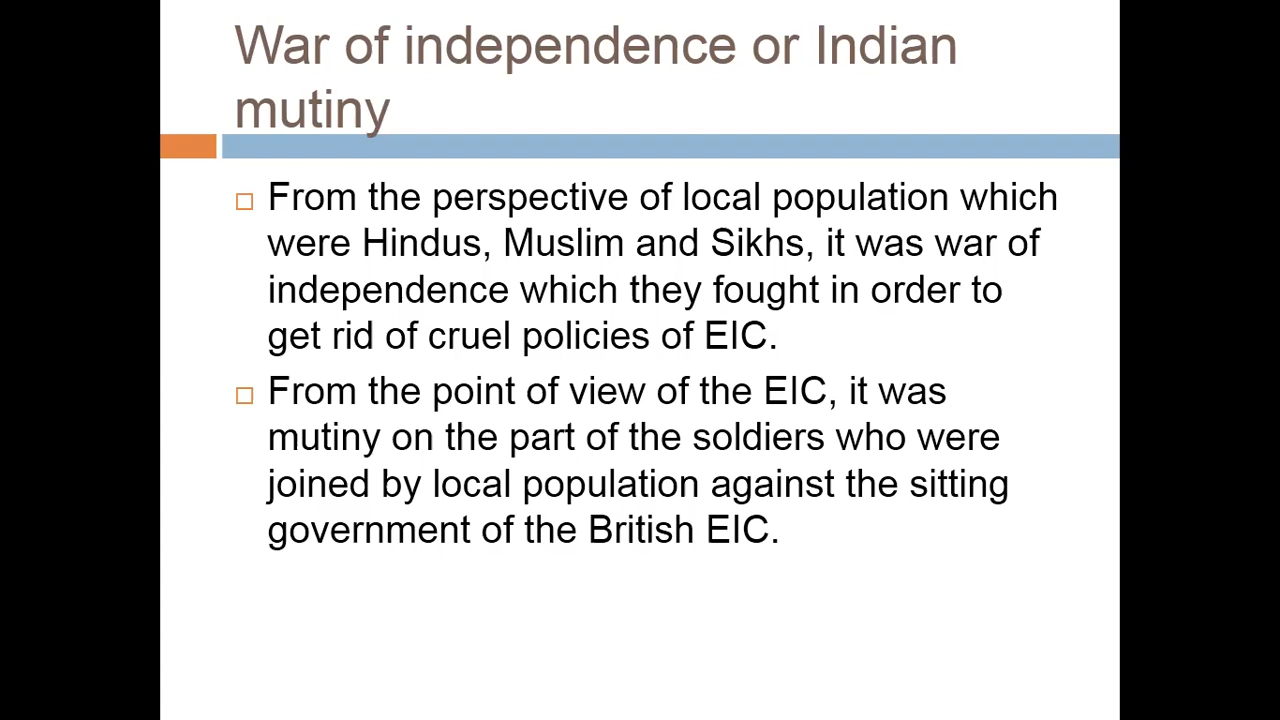 War of independence or Indian
mutiny
From the perspective of local population which
were Hindus, Muslim and Sikhs, it was war of
independence which they fought in order to
get rid of cruel policies of EIC.
From the point of view of the EIC, it was
mutiny on the part of the soldiers who were
joined by local population against the sitting
government of the British EIC.